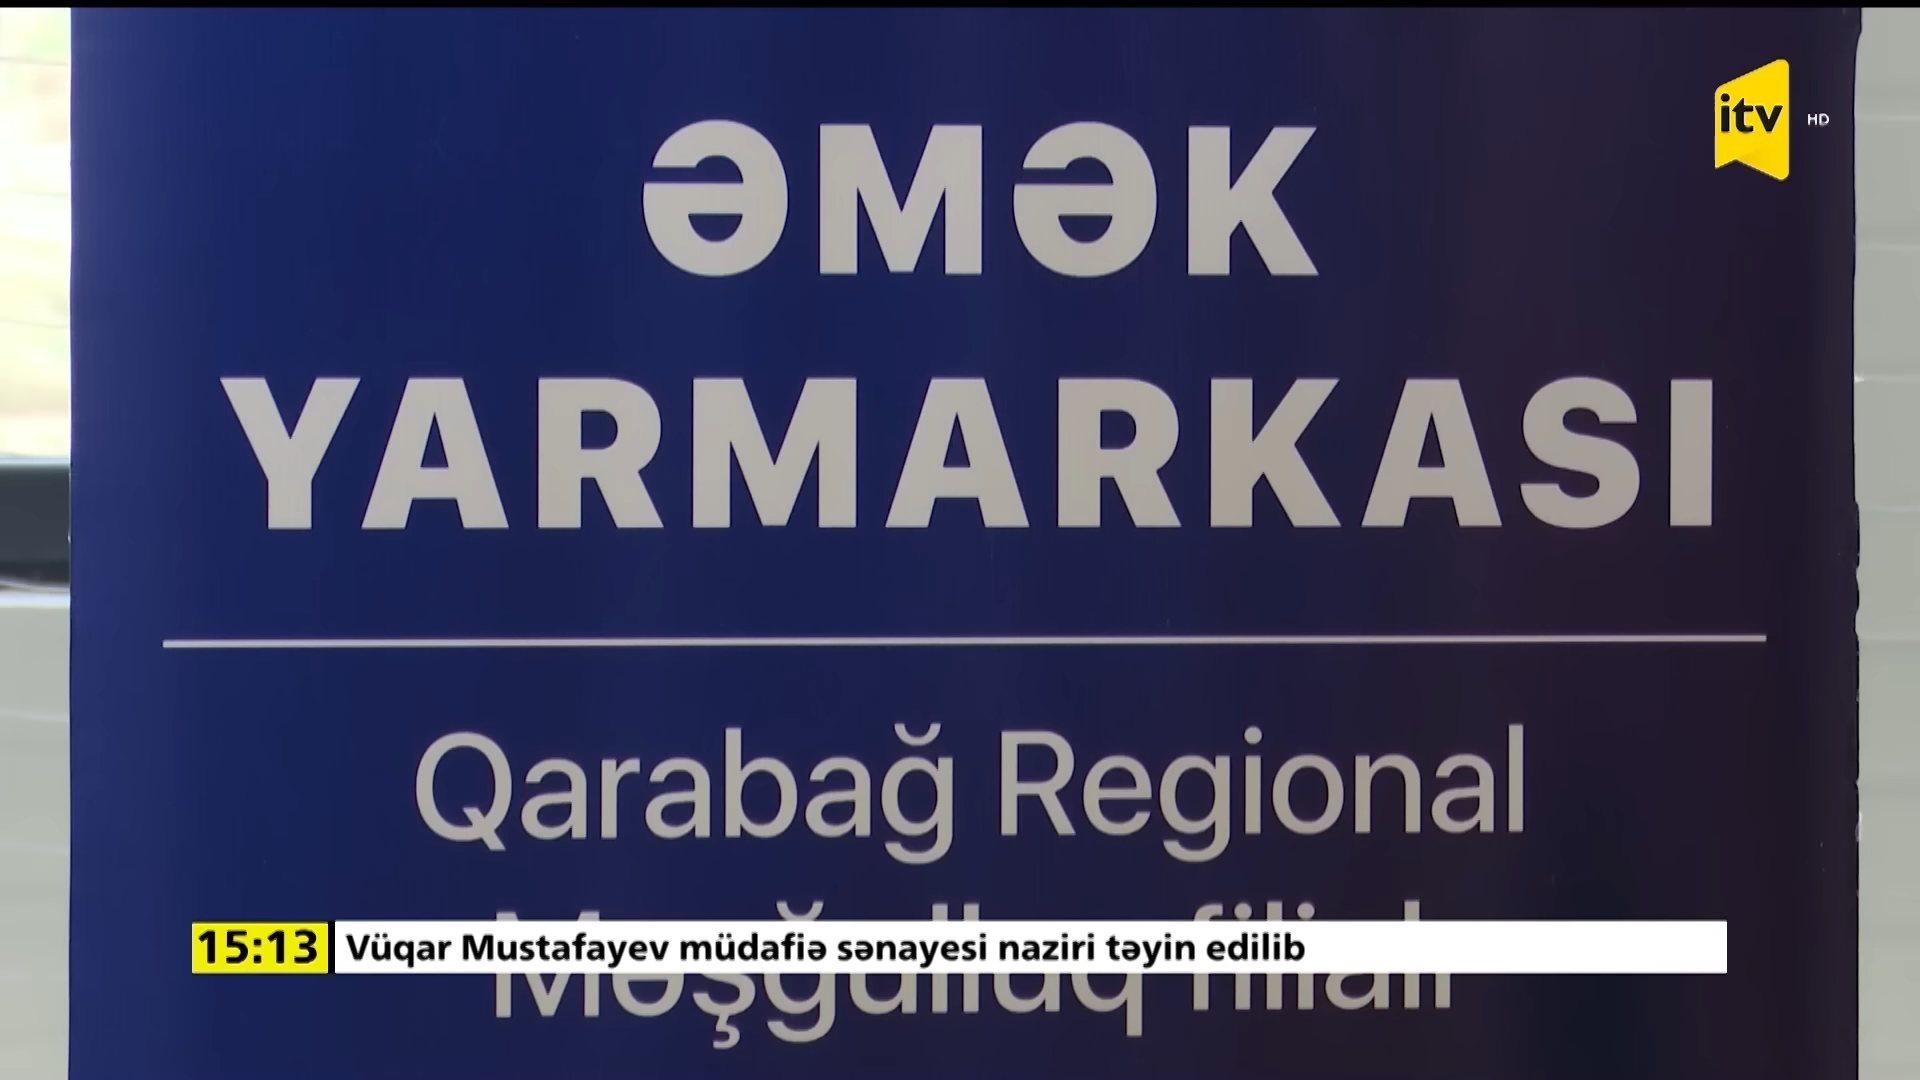 itv HD
ƏMƏK
YARMARKASI
Qarabağ Regional
Məşğulluq filialı
15:13 Vüqar Mustafayev müdafiə sənayesi naziri təyin edilib